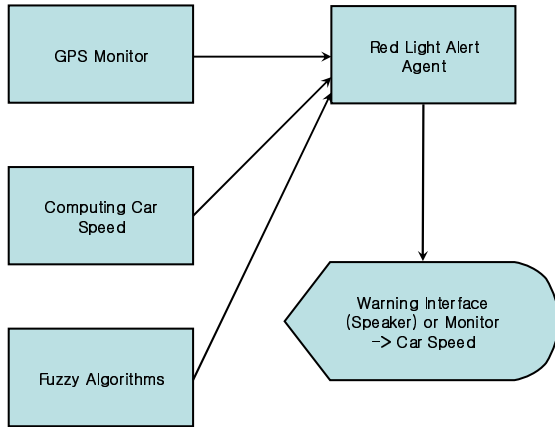 GPS Monitor
Red Light Alert
Agent
Computing Car
Speed
Warning Interface
(Speaker) or Monitor
-> Car Speed
Fuzzy Algorithms